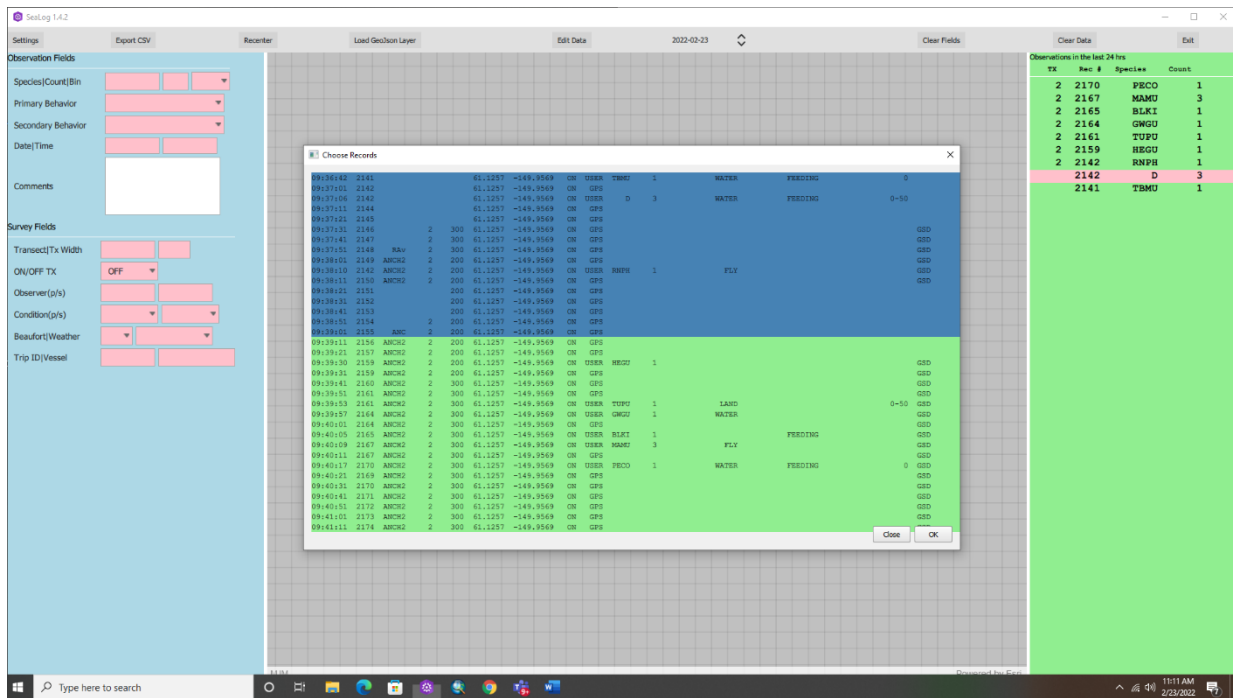 SeaLog 1.4.2
Settings Export CSV Recenter Load GeoJson Layer Edit Data 2022-02-23 Clear Fields Clear Data Exit
Observation Fields
Species|Count|Bin
Primary Behavior
Secondary Behavior
Date|Time
Comments
Survey Fields
Transect|Tx Width
ON/OFF TX OFF
Observer(p/s)
Condition(p/s)
Beaufort|Weather
Trip ID|Vessel
Choose Records
09:36:42 2141 61.1257 -149.9569 ON USER TBMU 1 WATER FEEDING 0
09:37:01 2142 61.1257 -149.9569 ON GPS
09:37:06 2142 61.1257 -149.9569 ON USER D 3 WATER FEEDING 0-50
09:37:11 2144 61.1257 -149.9569 ON GPS
09:37:21 2145 61.1257 -149.9569 ON GPS
09:37:31 2146 2 300 61.1257 -149.9569 ON GPS GSD
09:37:41 2147 2 300 61.1257 -149.9569 ON GPS GSD
09:37:51 2148 RAv 2 300 61.1257 -149.9569 ON GPS GSD
09:38:01 2149 ANCH2 2 200 61.1257 -149.9569 ON GPS GSD
09:38:10 2142 ANCH2 2 200 61.1257 -149.9569 ON USER RNPH 1 FLY GSD
09:38:11 2150 ANCH2 2 200 61.1257 -149.9569 ON GPS GSD
09:38:21 2151 200 61.1257 -149.9569 ON GPS
09:38:31 2152 200 61.1257 -149.9569 ON GPS
09:38:41 2153 200 61.1257 -149.9569 ON GPS
09:38:51 2154 2 200 61.1257 -149.9569 ON GPS
09:39:01 2155 ANC 2 200 61.1257 -149.9569 ON GPS
09:39:11 2156 ANCH2 2 200 61.1257 -149.9569 ON GPS
09:39:21 2157 ANCH2 2 200 61.1257 -149.9569 ON GPS
09:39:30 2159 ANCH2 2 200 61.1257 -149.9569 ON USER HEGU 1 GSD
09:39:31 2159 ANCH2 2 200 61.1257 -149.9569 ON GPS GSD
09:39:41 2160 ANCH2 2 300 61.1257 -149.9569 ON GPS GSD
09:39:51 2161 ANCH2 2 300 61.1257 -149.9569 ON GPS GSD
09:39:53 2161 ANCH2 2 300 61.1257 -149.9569 ON USER TUPU 1 LAND 0-50 GSD
09:39:57 2164 ANCH2 2 300 61.1257 -149.9569 ON USER GWGU 1 WATER GSD
09:40:01 2164 ANCH2 2 300 61.1257 -149.9569 ON GPS GSD
09:40:05 2165 ANCH2 2 300 61.1257 -149.9569 ON USER BLKI 1 FEEDING GSD
09:40:09 2167 ANCH2 2 300 61.1257 -149.9569 ON USER MAMU 3 FLY GSD
09:40:11 2167 ANCH2 2 300 61.1257 -149.9569 ON GPS GSD
09:40:17 2170 ANCH2 2 300 61.1257 -149.9569 ON USER PECO 1 WATER FEEDING 0 GSD
09:40:21 2169 ANCH2 2 300 61.1257 -149.9569 ON GPS GSD
09:40:31 2170 ANCH2 2 300 61.1257 -149.9569 ON GPS GSD
09:40:41 2171 ANCH2 2 300 61.1257 -149.9569 ON GPS GSD
09:40:51 2172 ANCH2 2 300 61.1257 -149.9569 ON GPS GSD
09:41:01 2173 ANCH2 2 300 61.1257 -149.9569 ON GPS GSD
09:41:11 2174 ANCH2 2 300 61.1257 -149.9569 ON GPS
Close OK
Observations in the last 24 hrs
TX Rec # Species Count
2 2170 PECO 1
2 2167 MAMU 3
2 2165 BLKI 1
2 2164 GWGU 1
2 2161 TUPU 1
2 2159 HEGU 1
2 2142 RNPH 1
2142 D 3
2141 TBMU 1
Powered by Esri
Type here to search
11:11 AM
2/23/2022